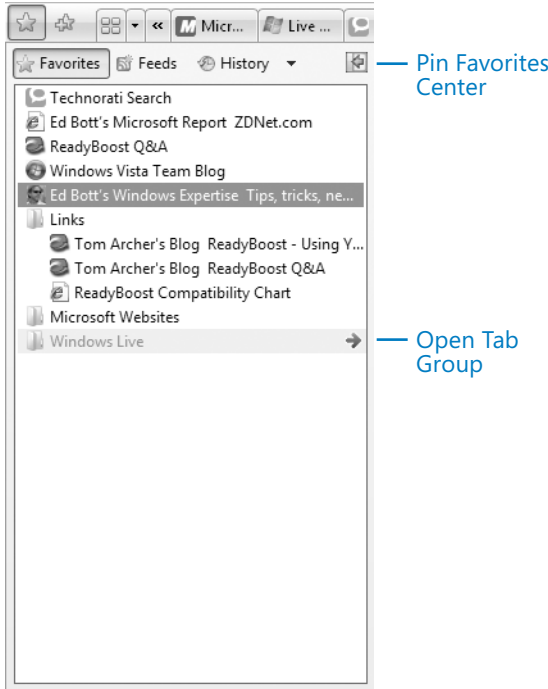 Micr... Live ...
Favorites Feeds History
Pin Favorites
Center
Technorati Search
Ed Bott's Microsoft Report ZDNet.com
ReadyBoost Q&A
Windows Vista Team Blog
Ed Bott's Windows Expertise Tips, tricks, ne...
Links
Tom Archer's Blog ReadyBoost - Using Y...
Tom Archer's Blog ReadyBoost Q&A
ReadyBoost Compatibility Chart
Microsoft Websites
Windows Live
Open Tab
Group